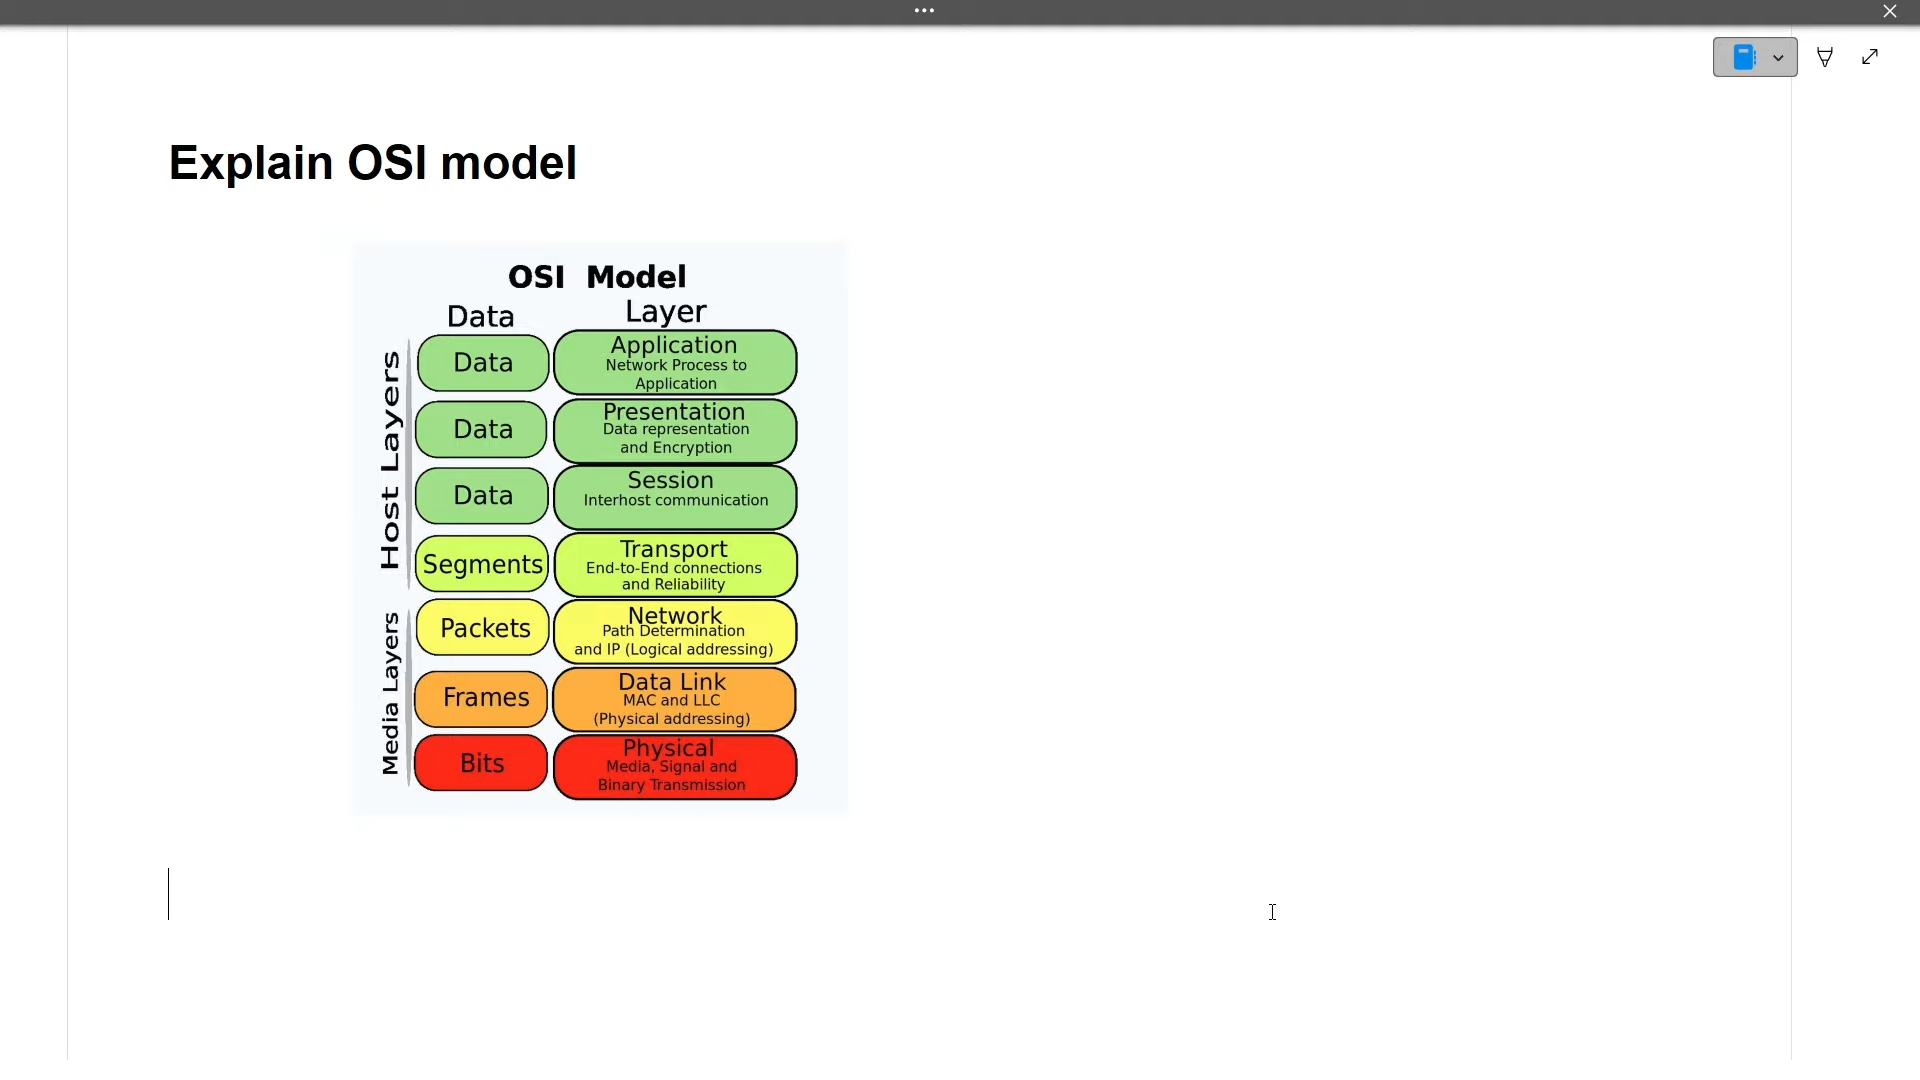 Explain OSI model
OSI Model
Data Layer
Host Layers
Data Application
Network Process to
Application
Data Presentation
Data representation
and Encryption
Data Session
Interhost communication
Segments Transport
End-to-End connections
and Reliability
Media Layers
Packets Network
Path Determination
and IP (Logical addressing)
Frames Data Link
MAC and LLC
(Physical addressing)
Bits Physical
Media, Signal and
Binary Transmission